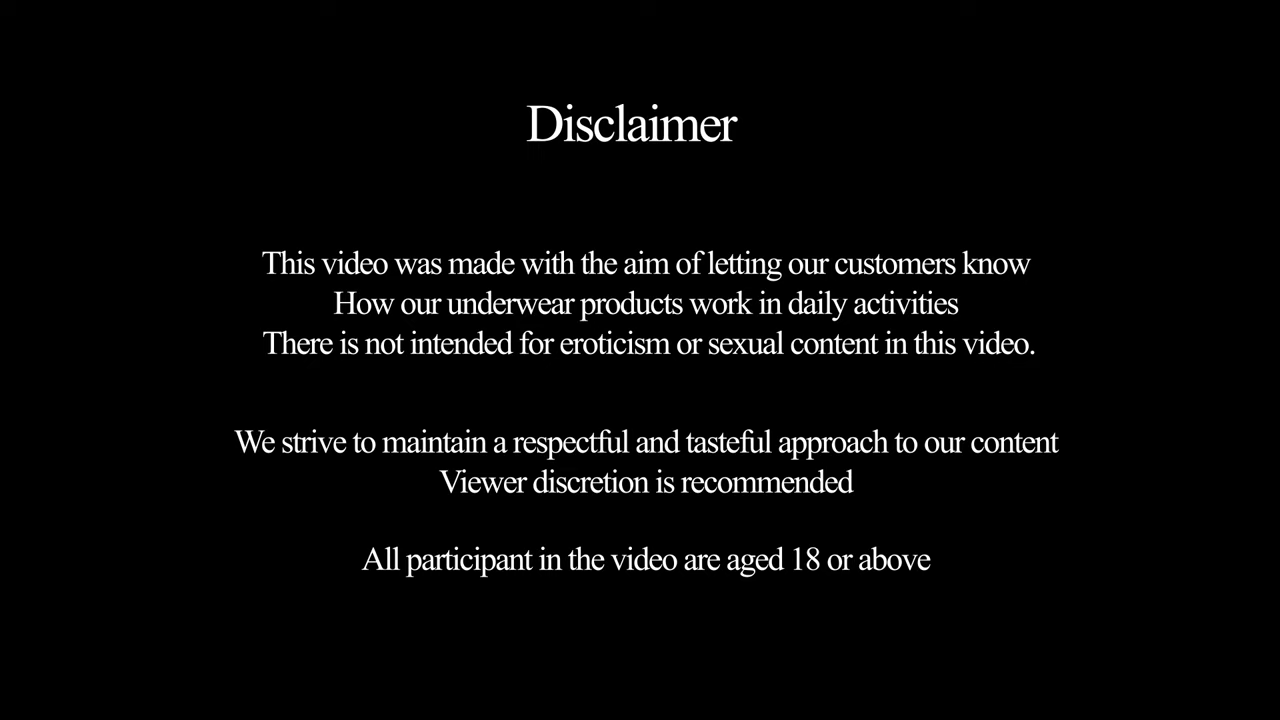 Disclaimer
This video was made with the aim of letting our customers know
How our underwear products work in daily activities
There is not intended for eroticism or sexual content in this video.
We strive to maintain a respectful and tasteful approach to our content
Viewer discretion is recommended
All participant in the video are aged 18 or above